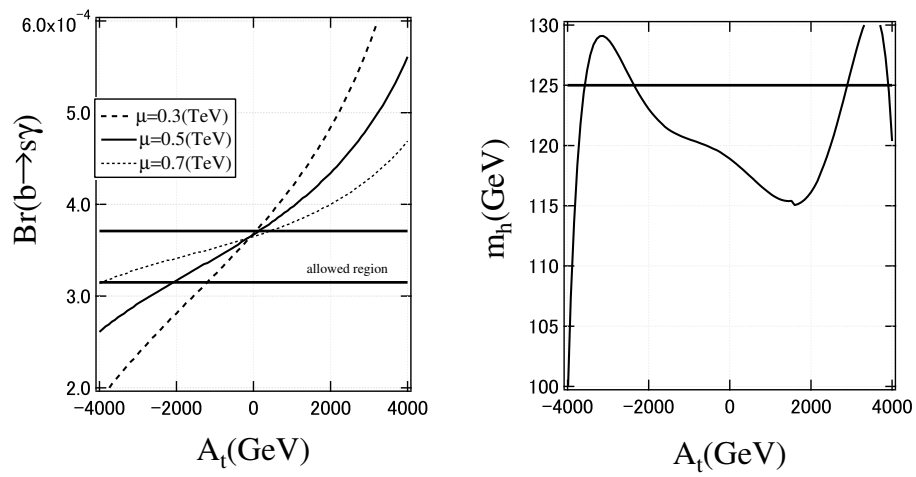 6.0x10⁻⁴
5.0
4.0
3.0
2.0
Br(b→sγ)
μ=0.3(TeV)
μ=0.5(TeV)
μ=0.7(TeV)
allowed region
−4000 −2000 0 2000 4000
A_t(GeV)
130
125
120
115
110
105
100
m_h(GeV)
−4000 −2000 0 2000 4000
A_t(GeV)